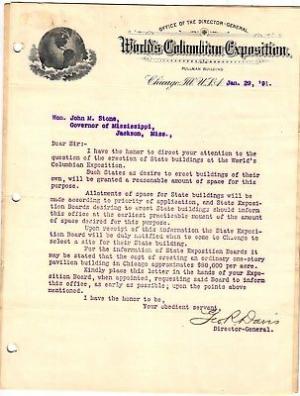 OFFICE OF THE DIRECTOR-GENERAL
World's Columbian Exposition,
PULLMAN BUILDING
Chicago, Ill. U.S.A. Jan. 29, '91.
Hon. John M. Stone,
Governor of Mississippi,
Jackson, Miss.,
Dear Sir:-
I have the honor to direct your attention to
the question of the erection of State buildings at the World's
Columbian Exposition.
Such States as desire to erect buildings of their
own, will be granted a reasonable amount of space for this
purpose.
Allotments of space for State buildings will be
made according to priority of application, and State Exposi-
tion Boards desiring to erect State buildings should inform
this office at the earliest practicable moment of the amount
of space desired for this purpose.
Upon receipt of this information the State Expo-
sition Board will be duly notified when to come to Chicago to
select a site for their State building.
For the information of State Exposition Boards it
may be stated that the cost of creating an ordinary one-story
pavilion building in Chicago approximates $80,000 per acre.
Kindly place this letter in the hands of your Expo-
sition Board, when appointed, requesting said Board to inform
this office, as early as possible, upon the points above
mentioned.
I have the honor to be,
Your obedient servant,
Geo. R. Davis
Director-General.